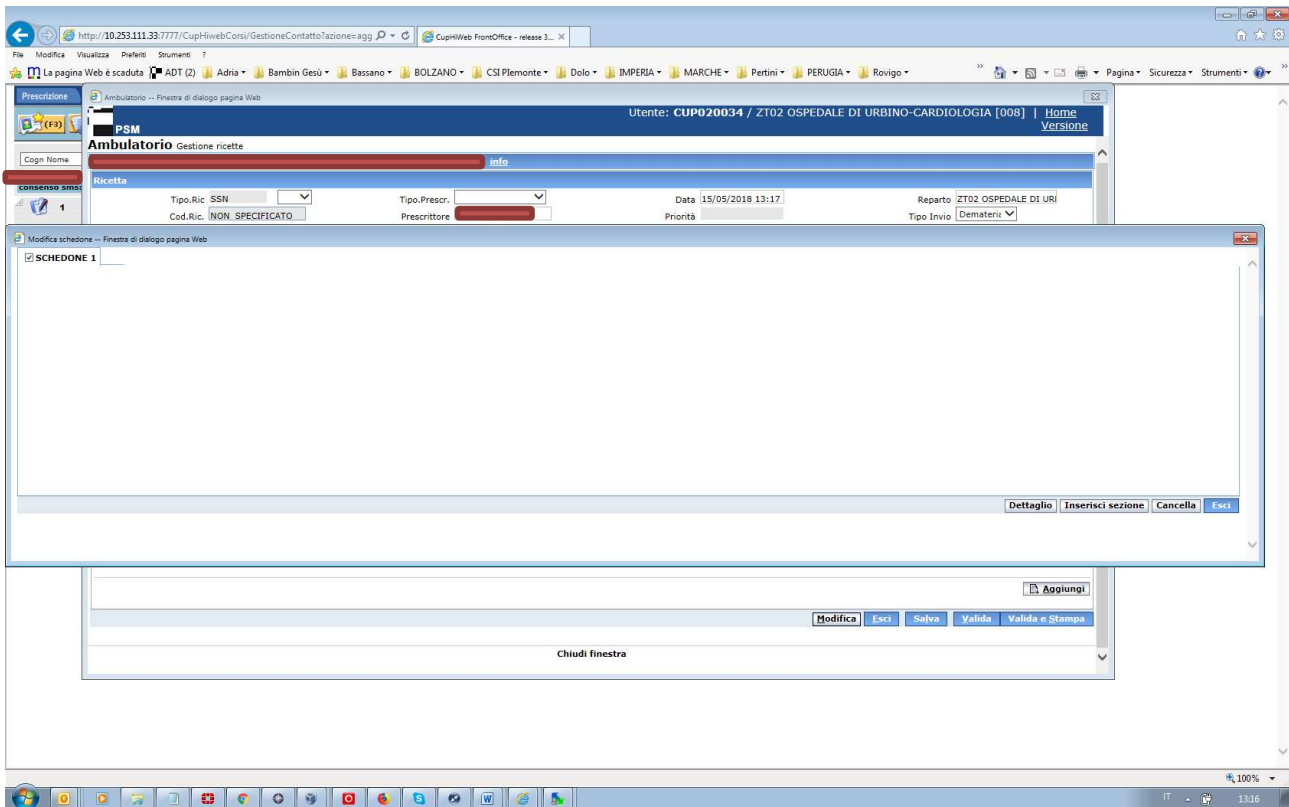 http://10.253.111.33:7777/CupHiwebCorsi/GestioneContatto?azione=agg
CupHiWeb FrontOffice - release 3...
File Modifica Visualizza Preferiti Strumenti ?
La pagina Web è scaduta ADT (2) Adria Bambin Gesù Bassano BOLZANO CSI PIemonte Dolo IMPERIA MARCHE Pertini PERUGIA Rovigo » Pagina Sicurezza Strumenti »
Prescrizione Ambulatorio -- Finestra di dialogo pagina Web
(F3) PSM Utente: CUP020034 / ZT02 OSPEDALE DI URBINO-CARDIOLOGIA [008] | Home
Versione
Ambulatorio Gestione ricette
Cogn Nome info
consenso sms:
Ricetta
1 Tipo.Ric SSN Tipo.Prescr. Data 15/05/2018 13:17 Reparto ZT02 OSPEDALE DI URI
Cod.Ric. NON SPECIFICATO Prescrittore Priorità Tipo Invio Demateria
Modifica schedone -- Finestra di dialogo pagina Web
SCHEDONE 1
Dettaglio Inserisci sezione Cancella Esci
Aggiungi
Modifica Esci Salva Valida Valida e Stampa
Chiudi finestra
100%
IT 13:16